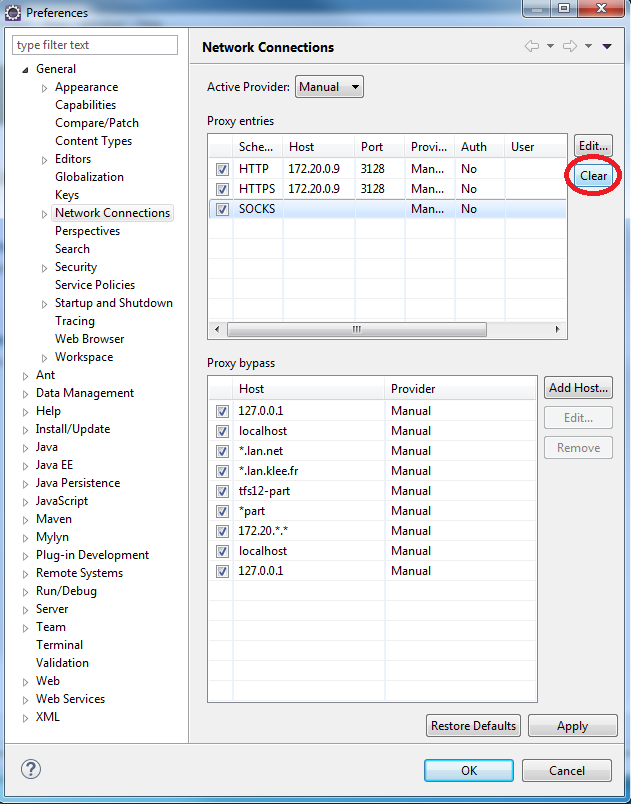 Preferences
type filter text
General
Appearance
Capabilities
Compare/Patch
Content Types
Editors
Globalization
Keys
Network Connections
Perspectives
Search
Security
Service Policies
Startup and Shutdown
Tracing
Web Browser
Workspace
Ant
Data Management
Help
Install/Update
Java
Java EE
Java Persistence
JavaScript
Maven
Mylyn
Plug-in Development
Remote Systems
Run/Debug
Server
Team
Terminal
Validation
Web
Web Services
XML
Network Connections
Active Provider: Manual
Proxy entries
Sche... Host Port Provi... Auth User
HTTP 172.20.0.9 3128 Man... No
HTTPS 172.20.0.9 3128 Man... No
SOCKS Man... No
Edit...
Clear
Proxy bypass
Host Provider
127.0.0.1 Manual
localhost Manual
*.lan.net Manual
*.lan.klee.fr Manual
tfs12-part Manual
*part Manual
172.20.*.* Manual
localhost Manual
127.0.0.1 Manual
Add Host...
Edit...
Remove
Restore Defaults Apply
OK Cancel